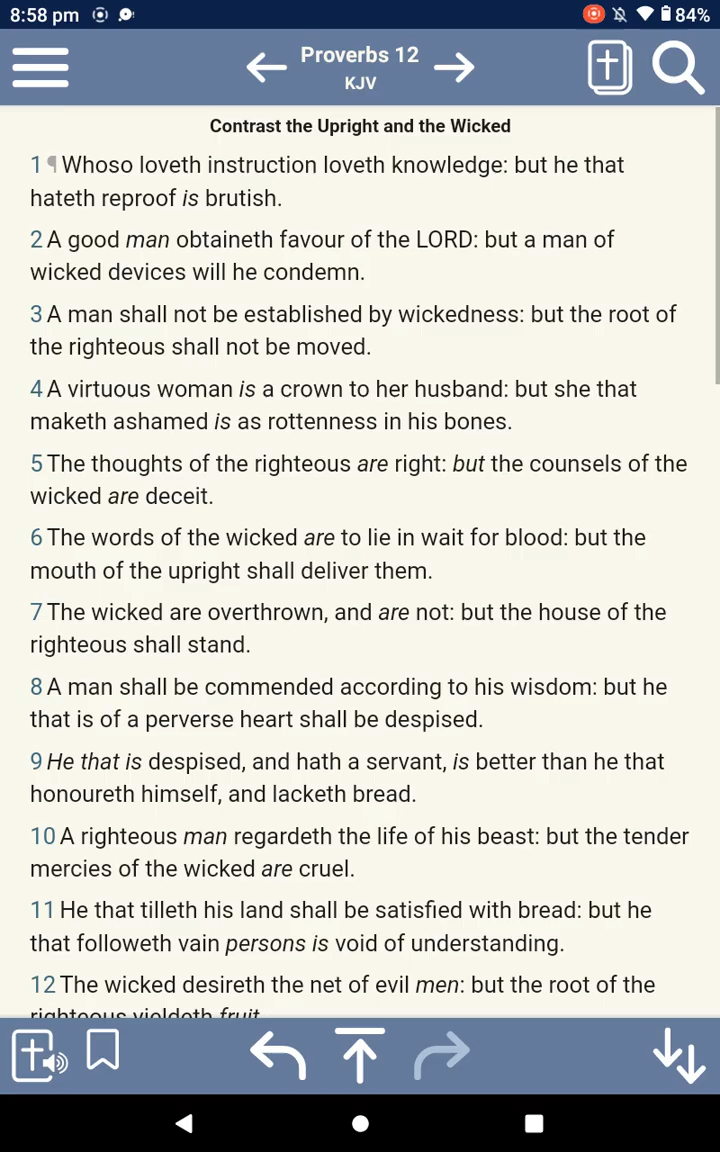 8:58 pm 84%
Proverbs 12
KJV
Contrast the Upright and the Wicked
1 ¶ Whoso loveth instruction loveth knowledge: but he that
hateth reproof is brutish.
2 A good man obtaineth favour of the LORD: but a man of
wicked devices will he condemn.
3 A man shall not be established by wickedness: but the root of
the righteous shall not be moved.
4 A virtuous woman is a crown to her husband: but she that
maketh ashamed is as rottenness in his bones.
5 The thoughts of the righteous are right: but the counsels of the
wicked are deceit.
6 The words of the wicked are to lie in wait for blood: but the
mouth of the upright shall deliver them.
7 The wicked are overthrown, and are not: but the house of the
righteous shall stand.
8 A man shall be commended according to his wisdom: but he
that is of a perverse heart shall be despised.
9 He that is despised, and hath a servant, is better than he that
honoureth himself, and lacketh bread.
10 A righteous man regardeth the life of his beast: but the tender
mercies of the wicked are cruel.
11 He that tilleth his land shall be satisfied with bread: but he
that followeth vain persons is void of understanding.
12 The wicked desireth the net of evil men: but the root of the
righteous yieldeth fruit